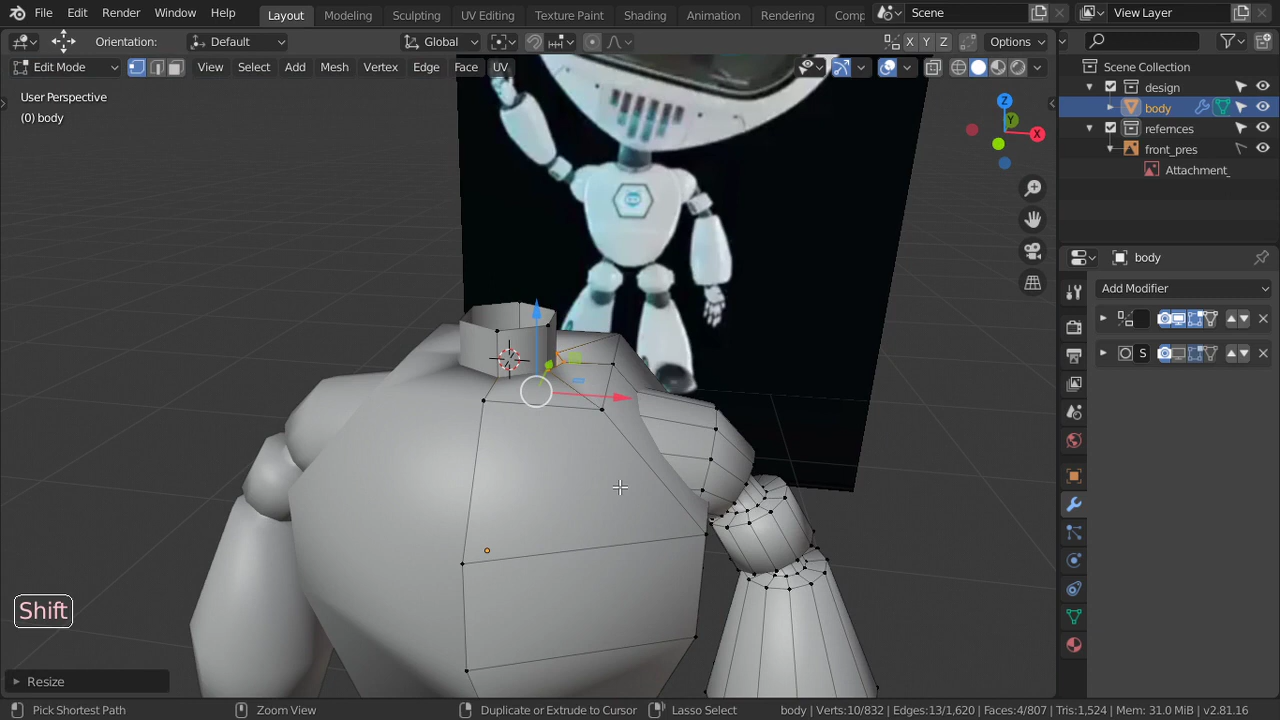 File Edit Render Window Help Layout Modeling Sculpting UV Editing Texture Paint Shading Animation Rendering Comp Scene View Layer
Orientation: Default Global X Y Z Options
Edit Mode View Select Add Mesh Vertex Edge Face UV
User Perspective
(0) body
Scene Collection
design
body
refernces
front_pres
Attachment_
Z
Y
X
body
Add Modifier
S
Shift
Resize
Pick Shortest Path Zoom View Duplicate or Extrude to Cursor Lasso Select body | Verts:10/832 | Edges:13/1,620 | Faces:4/807 | Tris:1,524 | Mem: 31.0 MiB | v2.81.16